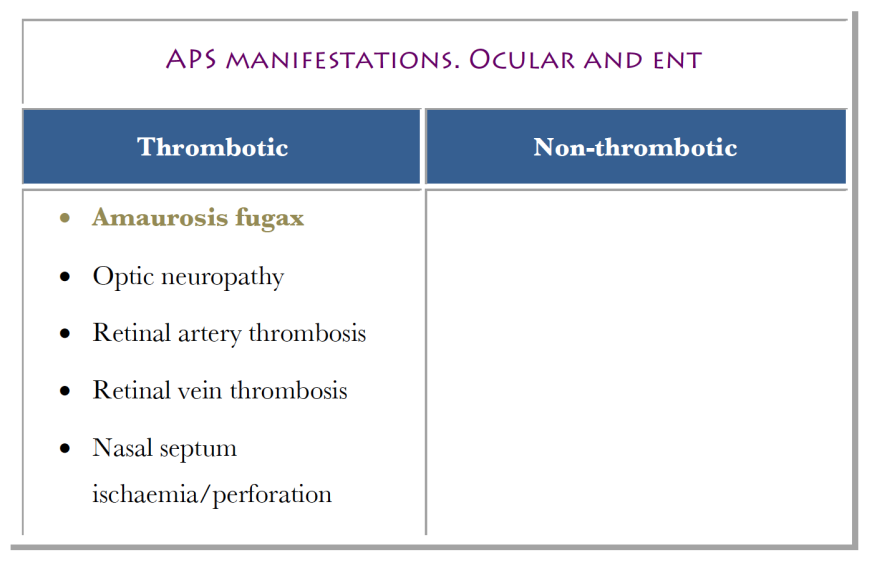 APS MANIFESTATIONS. OCULAR AND ENT
Thrombotic
Non-thrombotic
• Amaurosis fugax
• Optic neuropathy
• Retinal artery thrombosis
• Retinal vein thrombosis
• Nasal septum
ischaemia/perforation